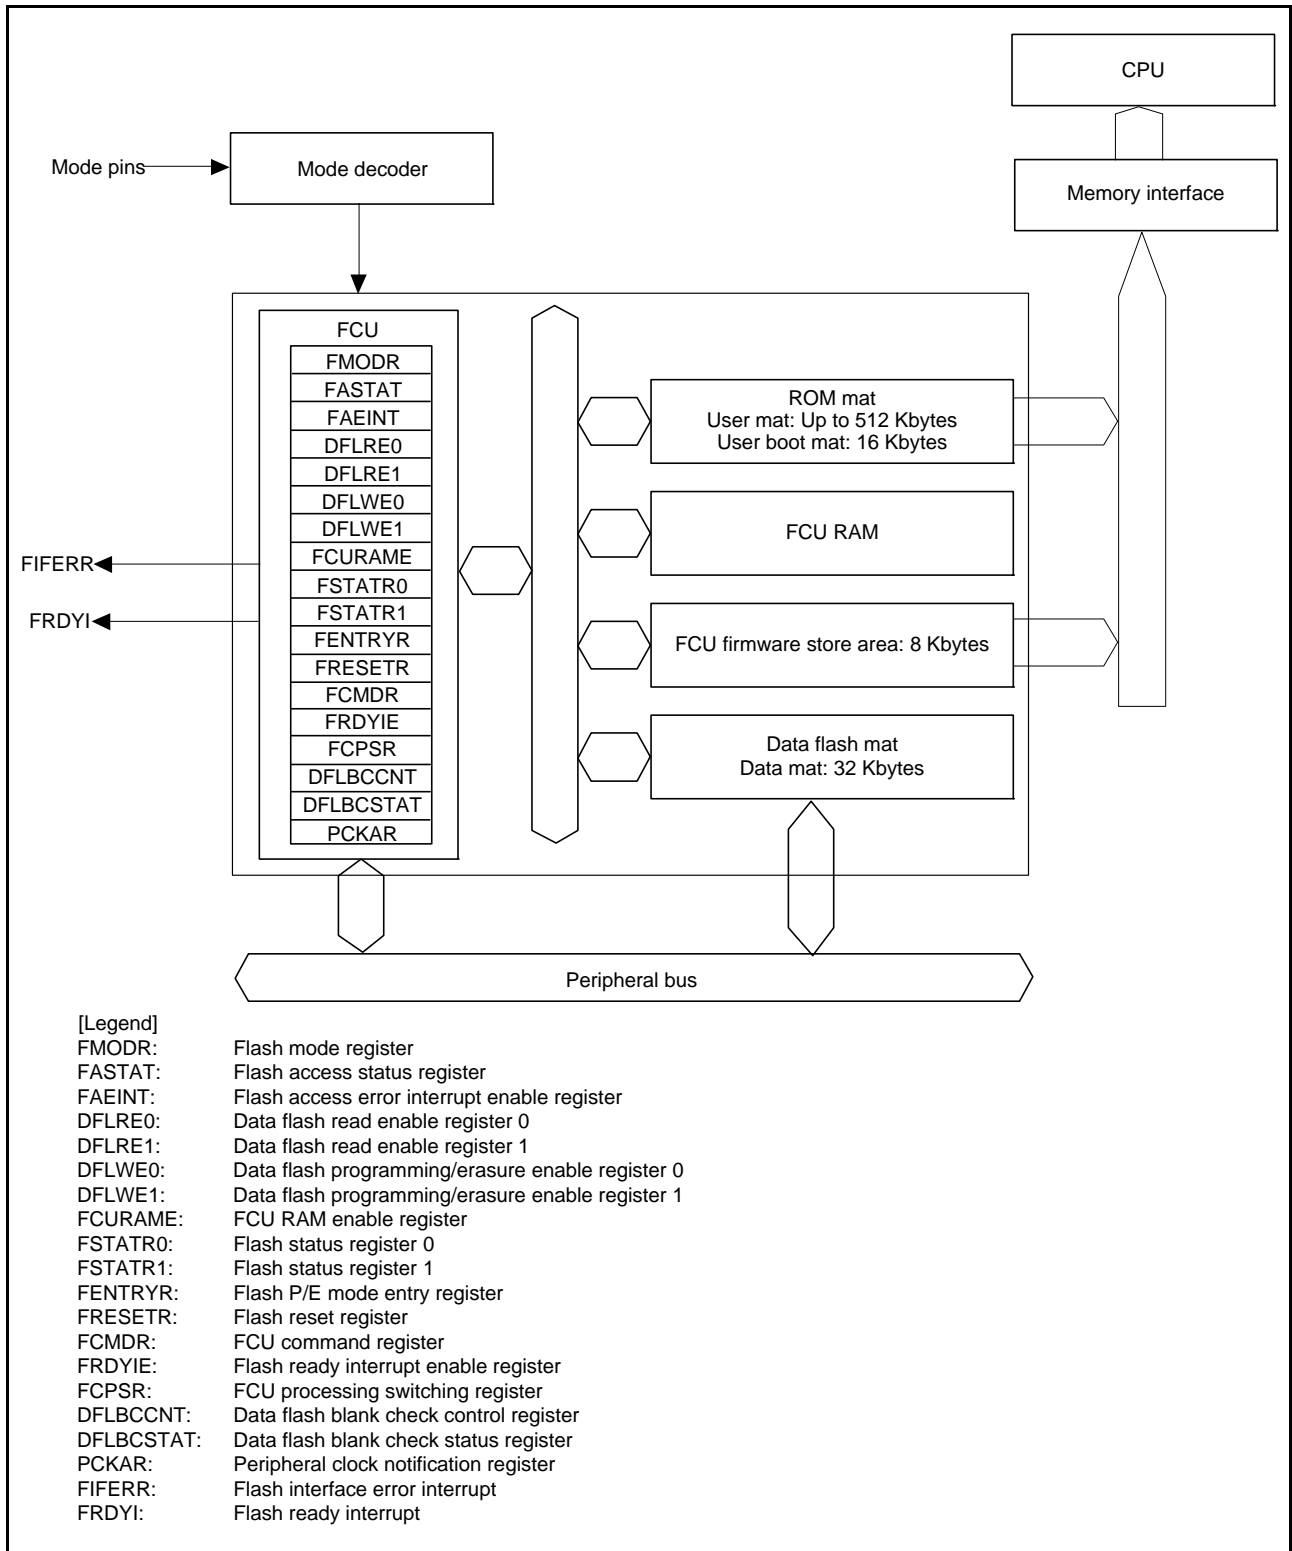 CPU
Mode pins
Mode decoder
Memory interface
FCU
FMODR
FASTAT
FAEINT
DFLRE0
DFLRE1
DFLWE0
DFLWE1
FCURAME
FSTATR0
FSTATR1
FENTRYR
FRESETR
FCMDR
FRDYIE
FCPSR
DFLBCCNT
DFLBCSTAT
PCKAR
FIFERR
FRDYI
ROM mat
User mat: Up to 512 Kbytes
User boot mat: 16 Kbytes
FCU RAM
FCU firmware store area: 8 Kbytes
Data flash mat
Data mat: 32 Kbytes
Peripheral bus
[Legend]
FMODR: Flash mode register
FASTAT: Flash access status register
FAEINT: Flash access error interrupt enable register
DFLRE0: Data flash read enable register 0
DFLRE1: Data flash read enable register 1
DFLWE0: Data flash programming/erasure enable register 0
DFLWE1: Data flash programming/erasure enable register 1
FCURAME: FCU RAM enable register
FSTATR0: Flash status register 0
FSTATR1: Flash status register 1
FENTRYR: Flash P/E mode entry register
FRESETR: Flash reset register
FCMDR: FCU command register
FRDYIE: Flash ready interrupt enable register
FCPSR: FCU processing switching register
DFLBCCNT: Data flash blank check control register
DFLBCSTAT: Data flash blank check status register
PCKAR: Peripheral clock notification register
FIFERR: Flash interface error interrupt
FRDYI: Flash ready interrupt